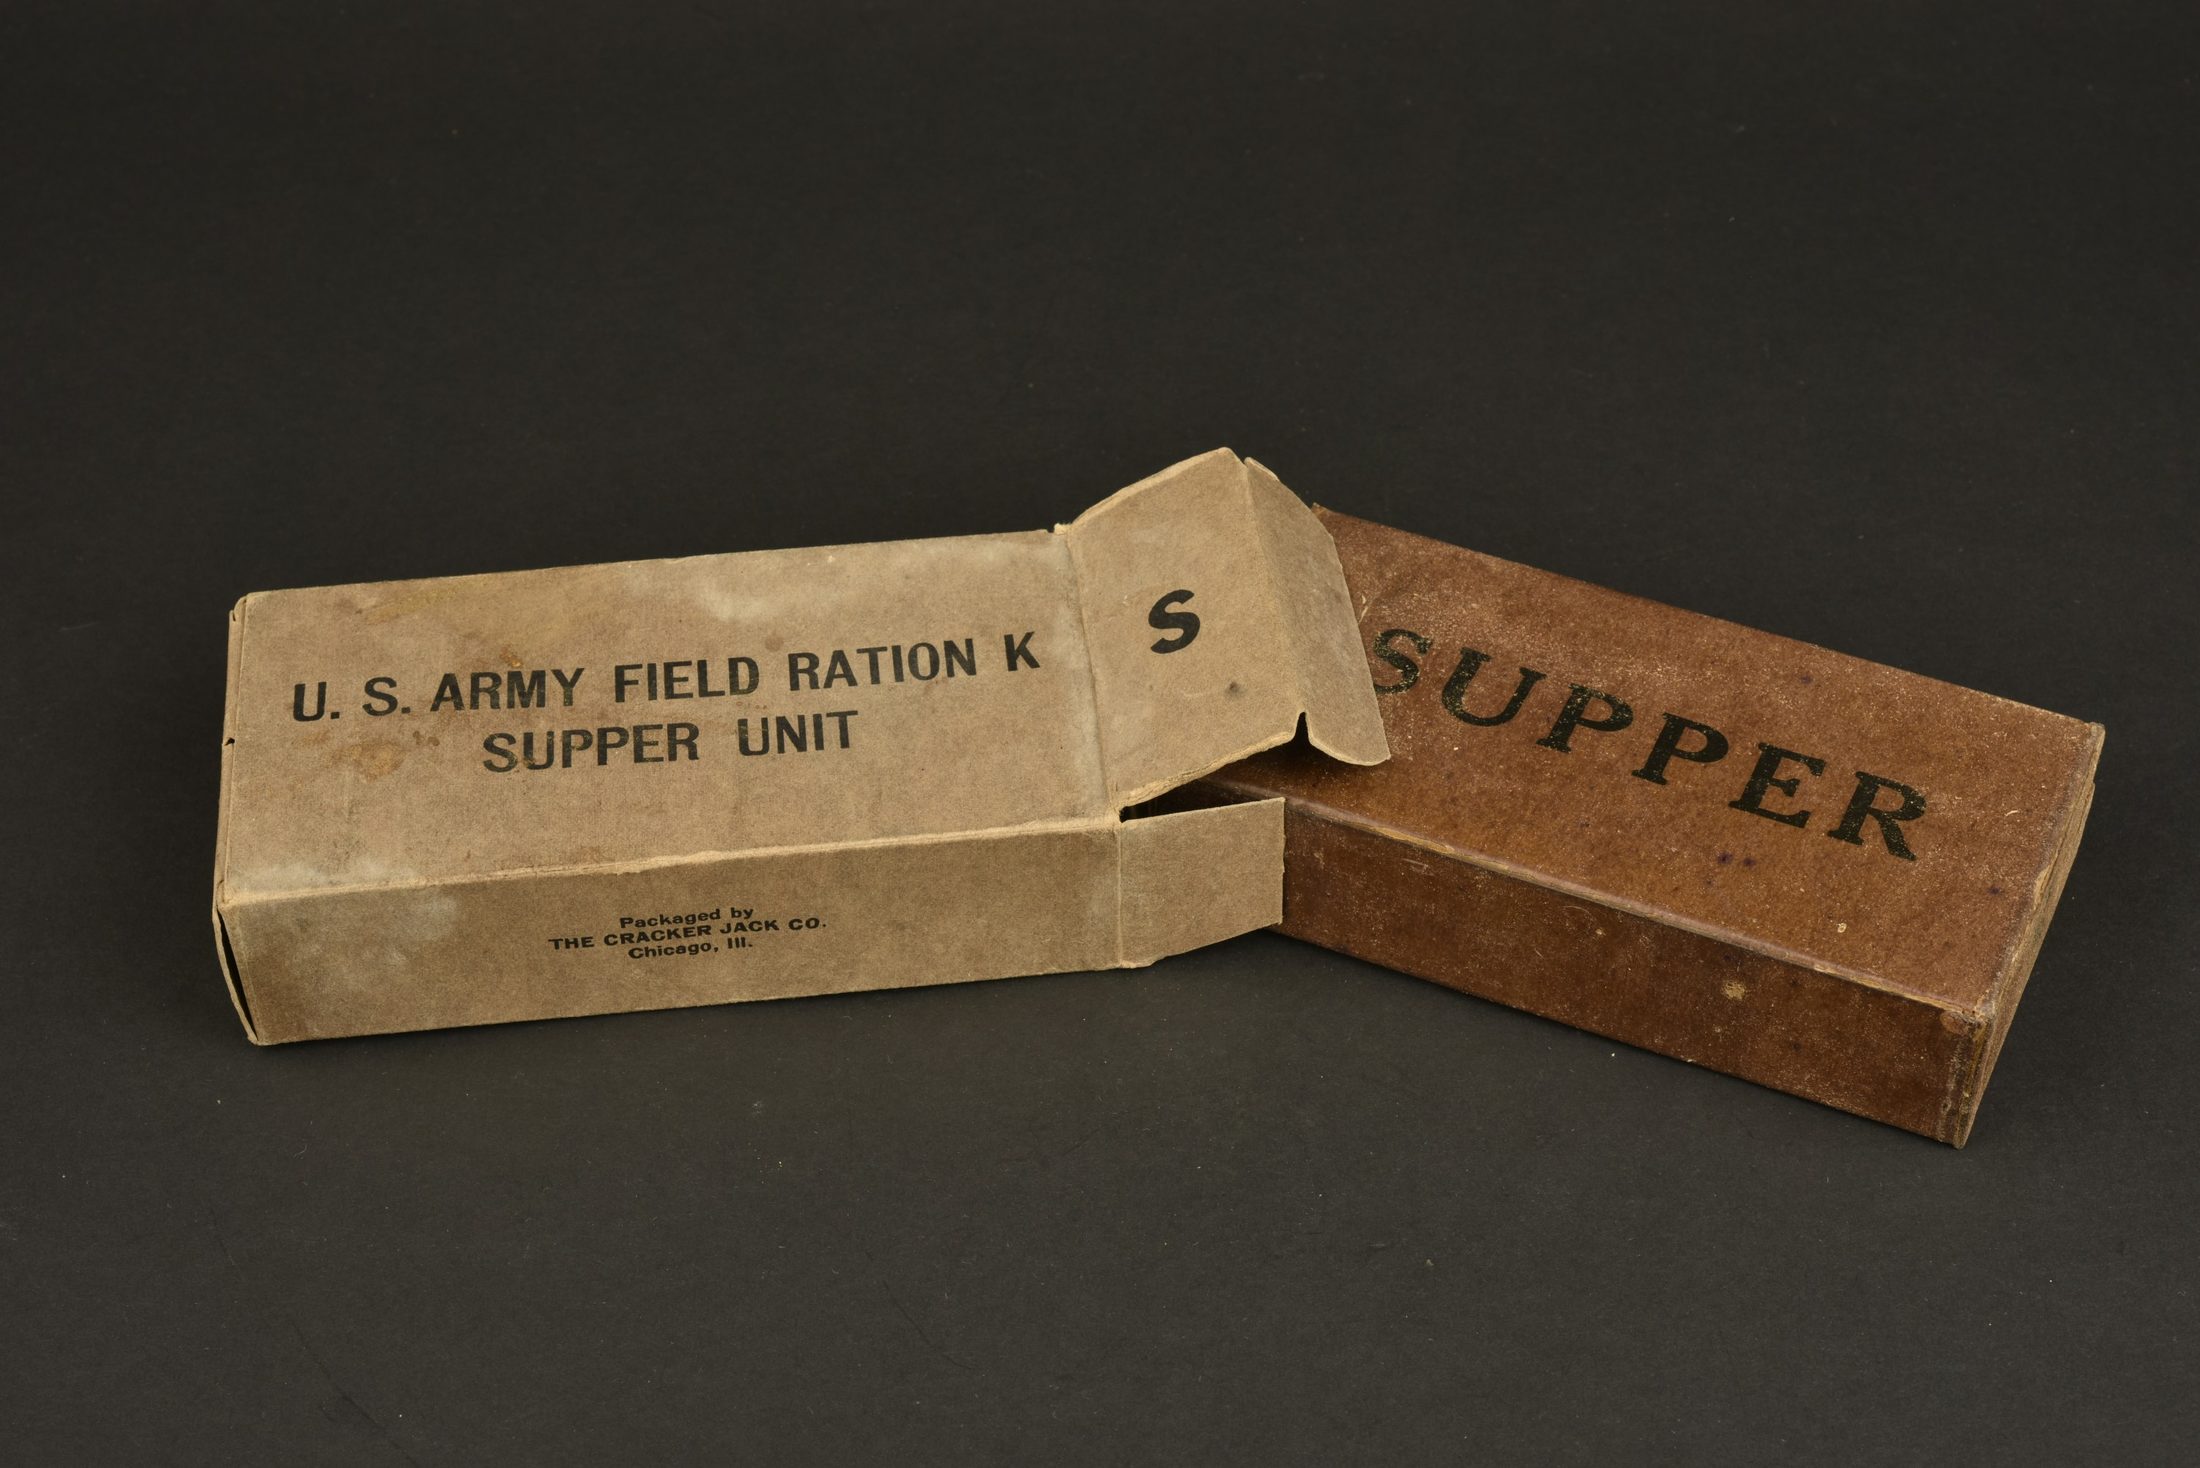 U. S. ARMY FIELD RATION K
SUPPER UNIT
S
Packaged by
THE CRACKER JACK CO.
Chicago, Ill.
SUPPER